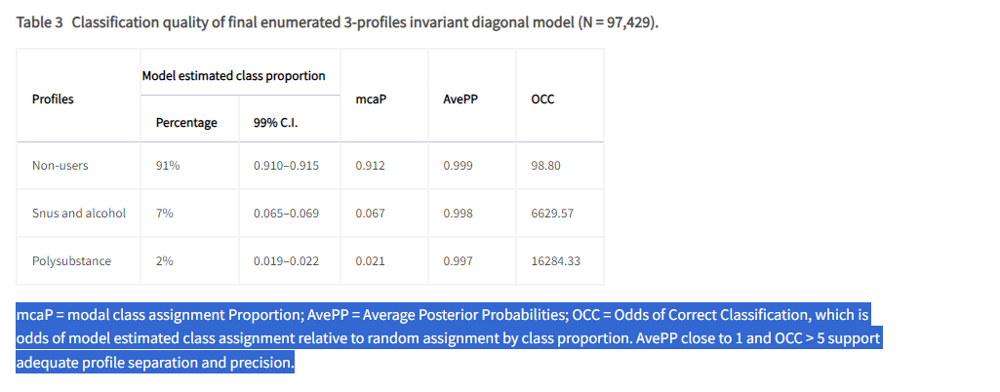 Table 3 Classification quality of final enumerated 3-profiles invariant diagonal model (N = 97,429).
Profiles Model estimated class proportion mcaP AvePP OCC
Percentage 99% C.I.
Non-users 91% 0.910–0.915 0.912 0.999 98.80
Snus and alcohol 7% 0.065–0.069 0.067 0.998 6629.57
Polysubstance 2% 0.019–0.022 0.021 0.997 16284.33
mcaP = modal class assignment Proportion; AvePP = Average Posterior Probabilities; OCC = Odds of Correct Classification, which is
odds of model estimated class assignment relative to random assignment by class proportion. AvePP close to 1 and OCC > 5 support
adequate profile separation and precision.